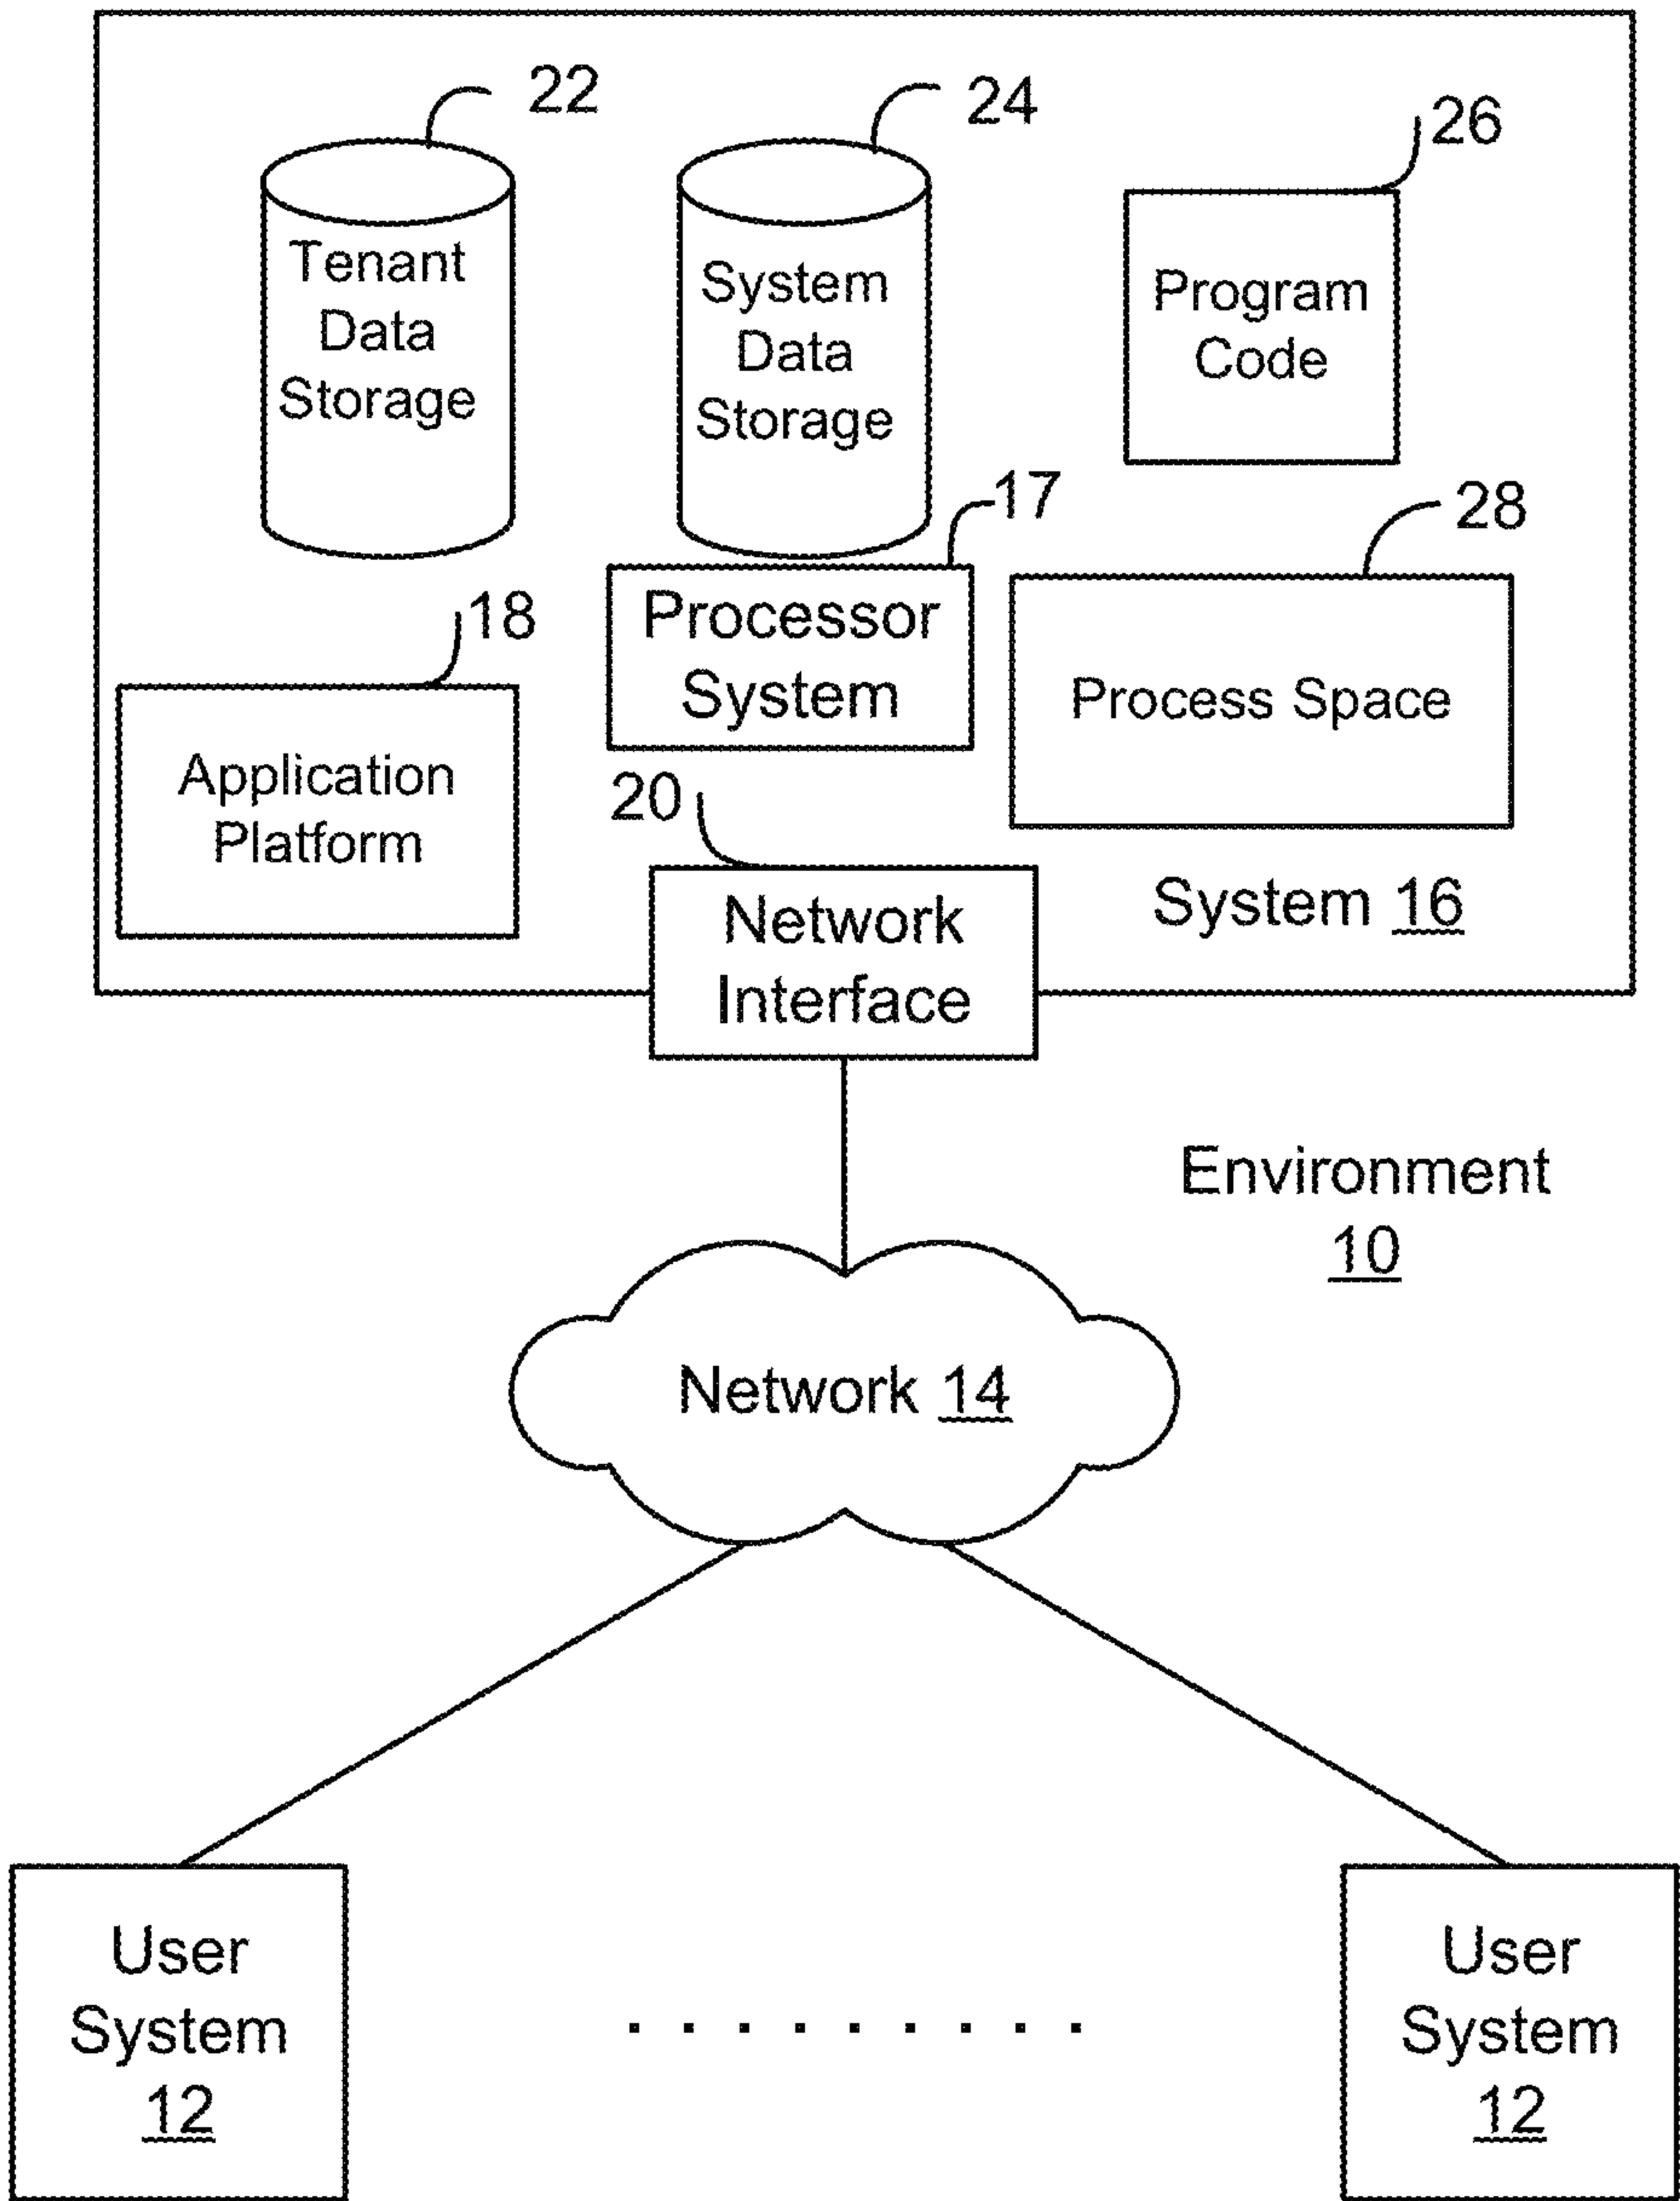 22
24
26
Tenant
Data
Storage
System
Data
Storage
Program
Code
17
28
18
Processor
System
Process Space
Application
Platform
20
Network
Interface
System 16
Environment
10
Network 14
User
System
12
. . . . . . . . .
User
System
12